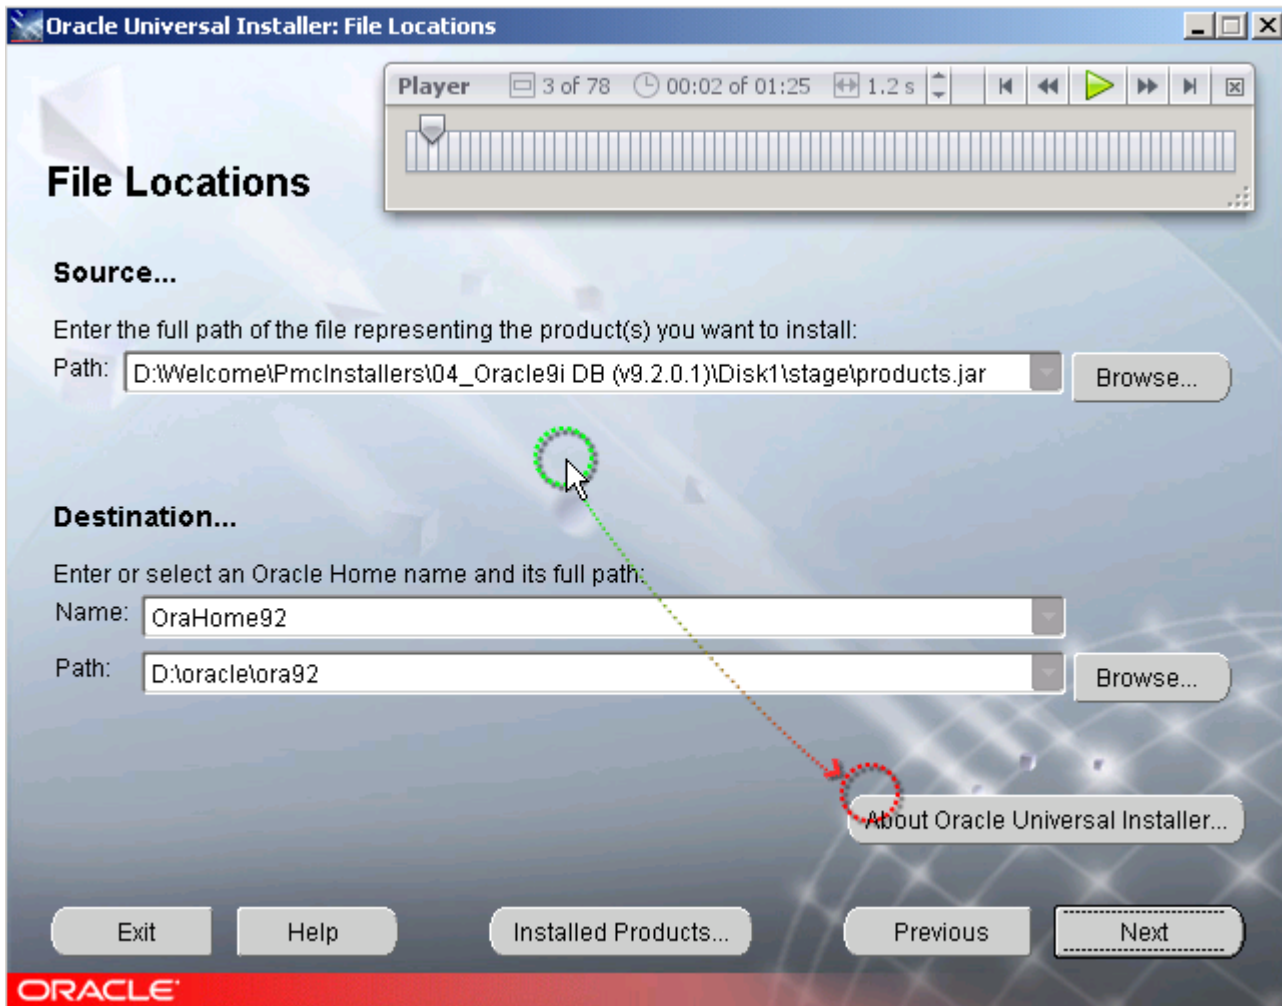 Oracle Universal Installer: File Locations
Player 3 of 78 00:02 of 01:25 1.2 s
File Locations
Source...
Enter the full path of the file representing the product(s) you want to install:
Path: D:\Welcome\PmcInstallers\04_Oracle9i DB (v9.2.0.1)\Disk1\stage\products.jar Browse...
Destination...
Enter or select an Oracle Home name and its full path:
Name: OraHome92
Path: D:\oracle\ora92 Browse...
About Oracle Universal Installer...
Exit Help Installed Products... Previous Next
ORACLE